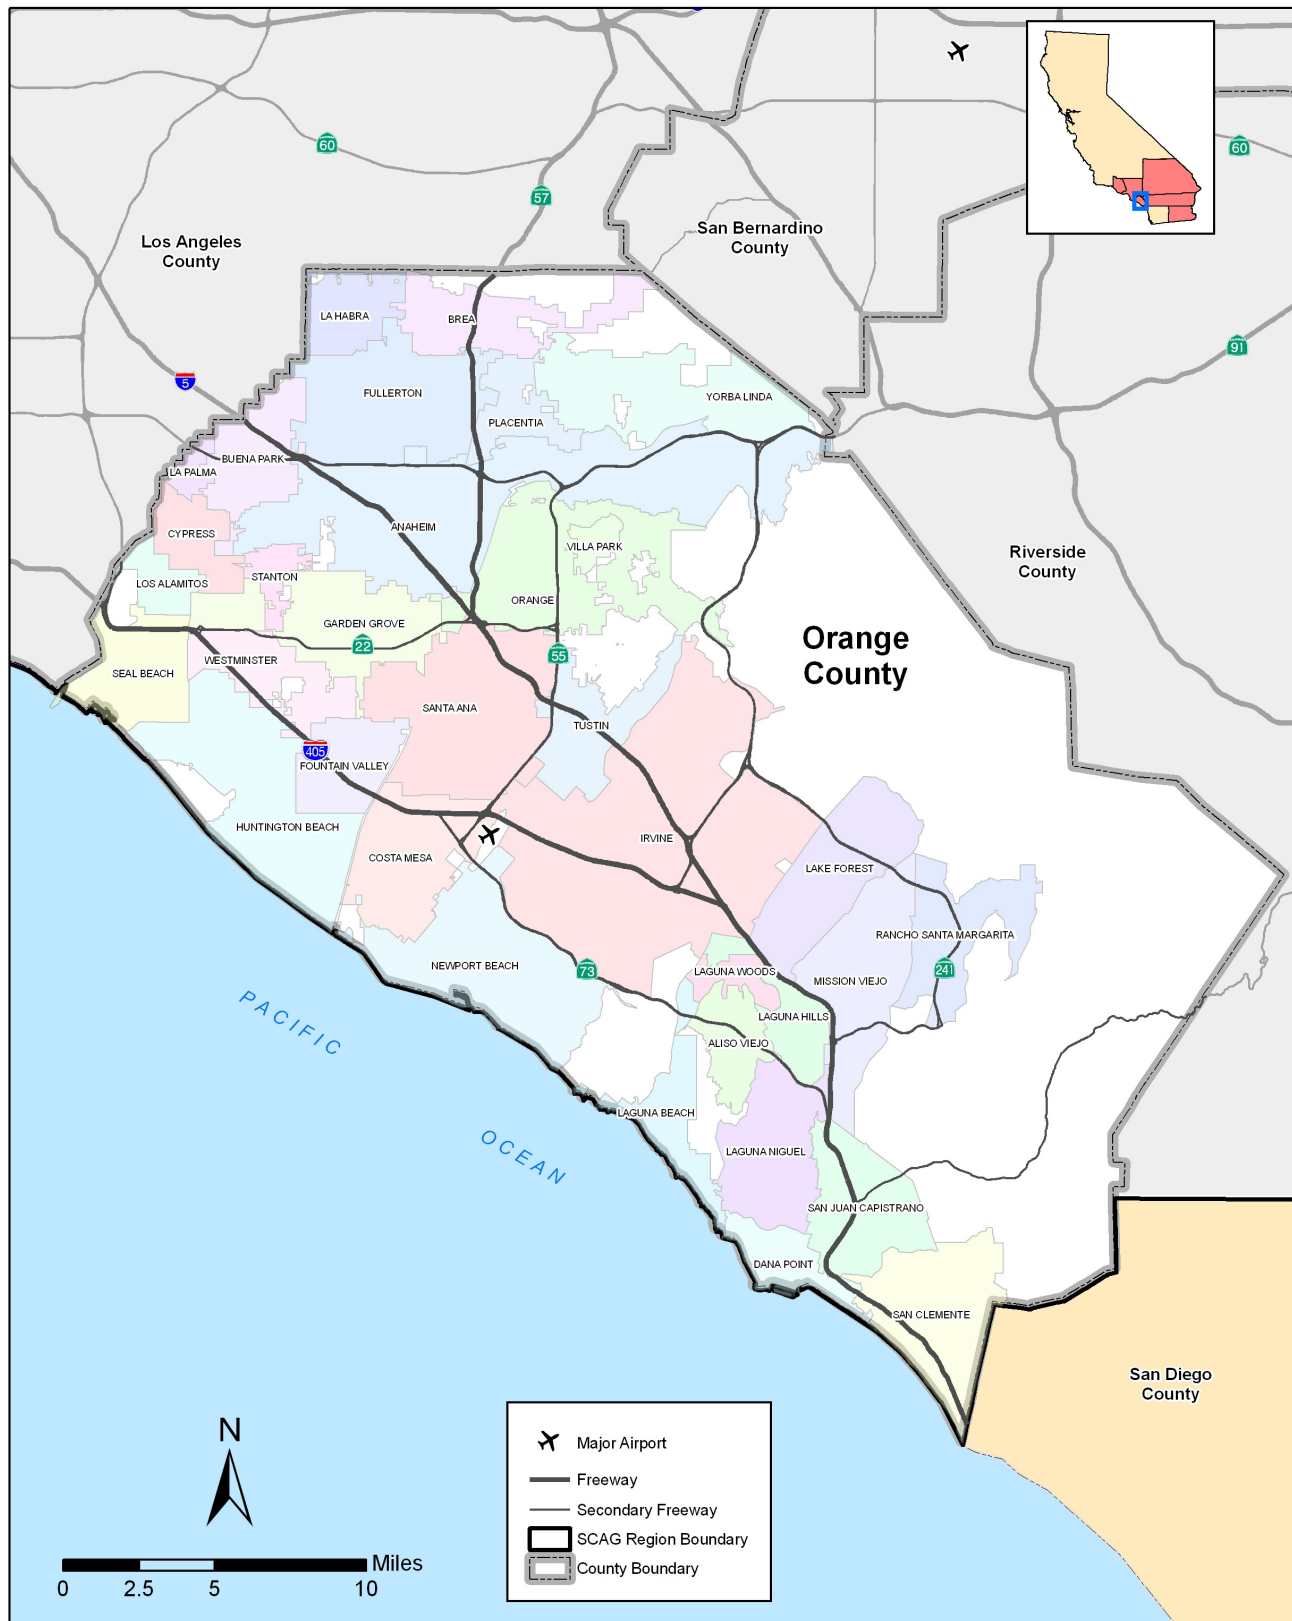 60
57
60
San Bernardino
County
Los Angeles
County
LA HABRA
BREA
91
5
FULLERTON
YORBA LINDA
PLACENTIA
BUENA PARK
LA PALMA
ANAHEIM
CYPRESS
VILLA PARK
Riverside
County
STANTON
LOS ALAMITOS
ORANGE
GARDEN GROVE
Orange
County
22
55
WESTMINSTER
SEAL BEACH
SANTA ANA
TUSTIN
405
FOUNTAIN VALLEY
HUNTINGTON BEACH
IRVINE
COSTA MESA
LAKE FOREST
RANCHO SANTA MARGARITA
NEWPORT BEACH
73
LAGUNA WOODS
241
MISSION VIEJO
PACIFIC
LAGUNA HILLS
ALISO VIEJO
LAGUNA BEACH
OCEAN
LAGUNA NIGUEL
SAN JUAN CAPISTRANO
DANA POINT
SAN CLEMENTE
San Diego
County
N
Major Airport
Freeway
Secondary Freeway
SCAG Region Boundary
County Boundary
Miles
0 2.5 5 10